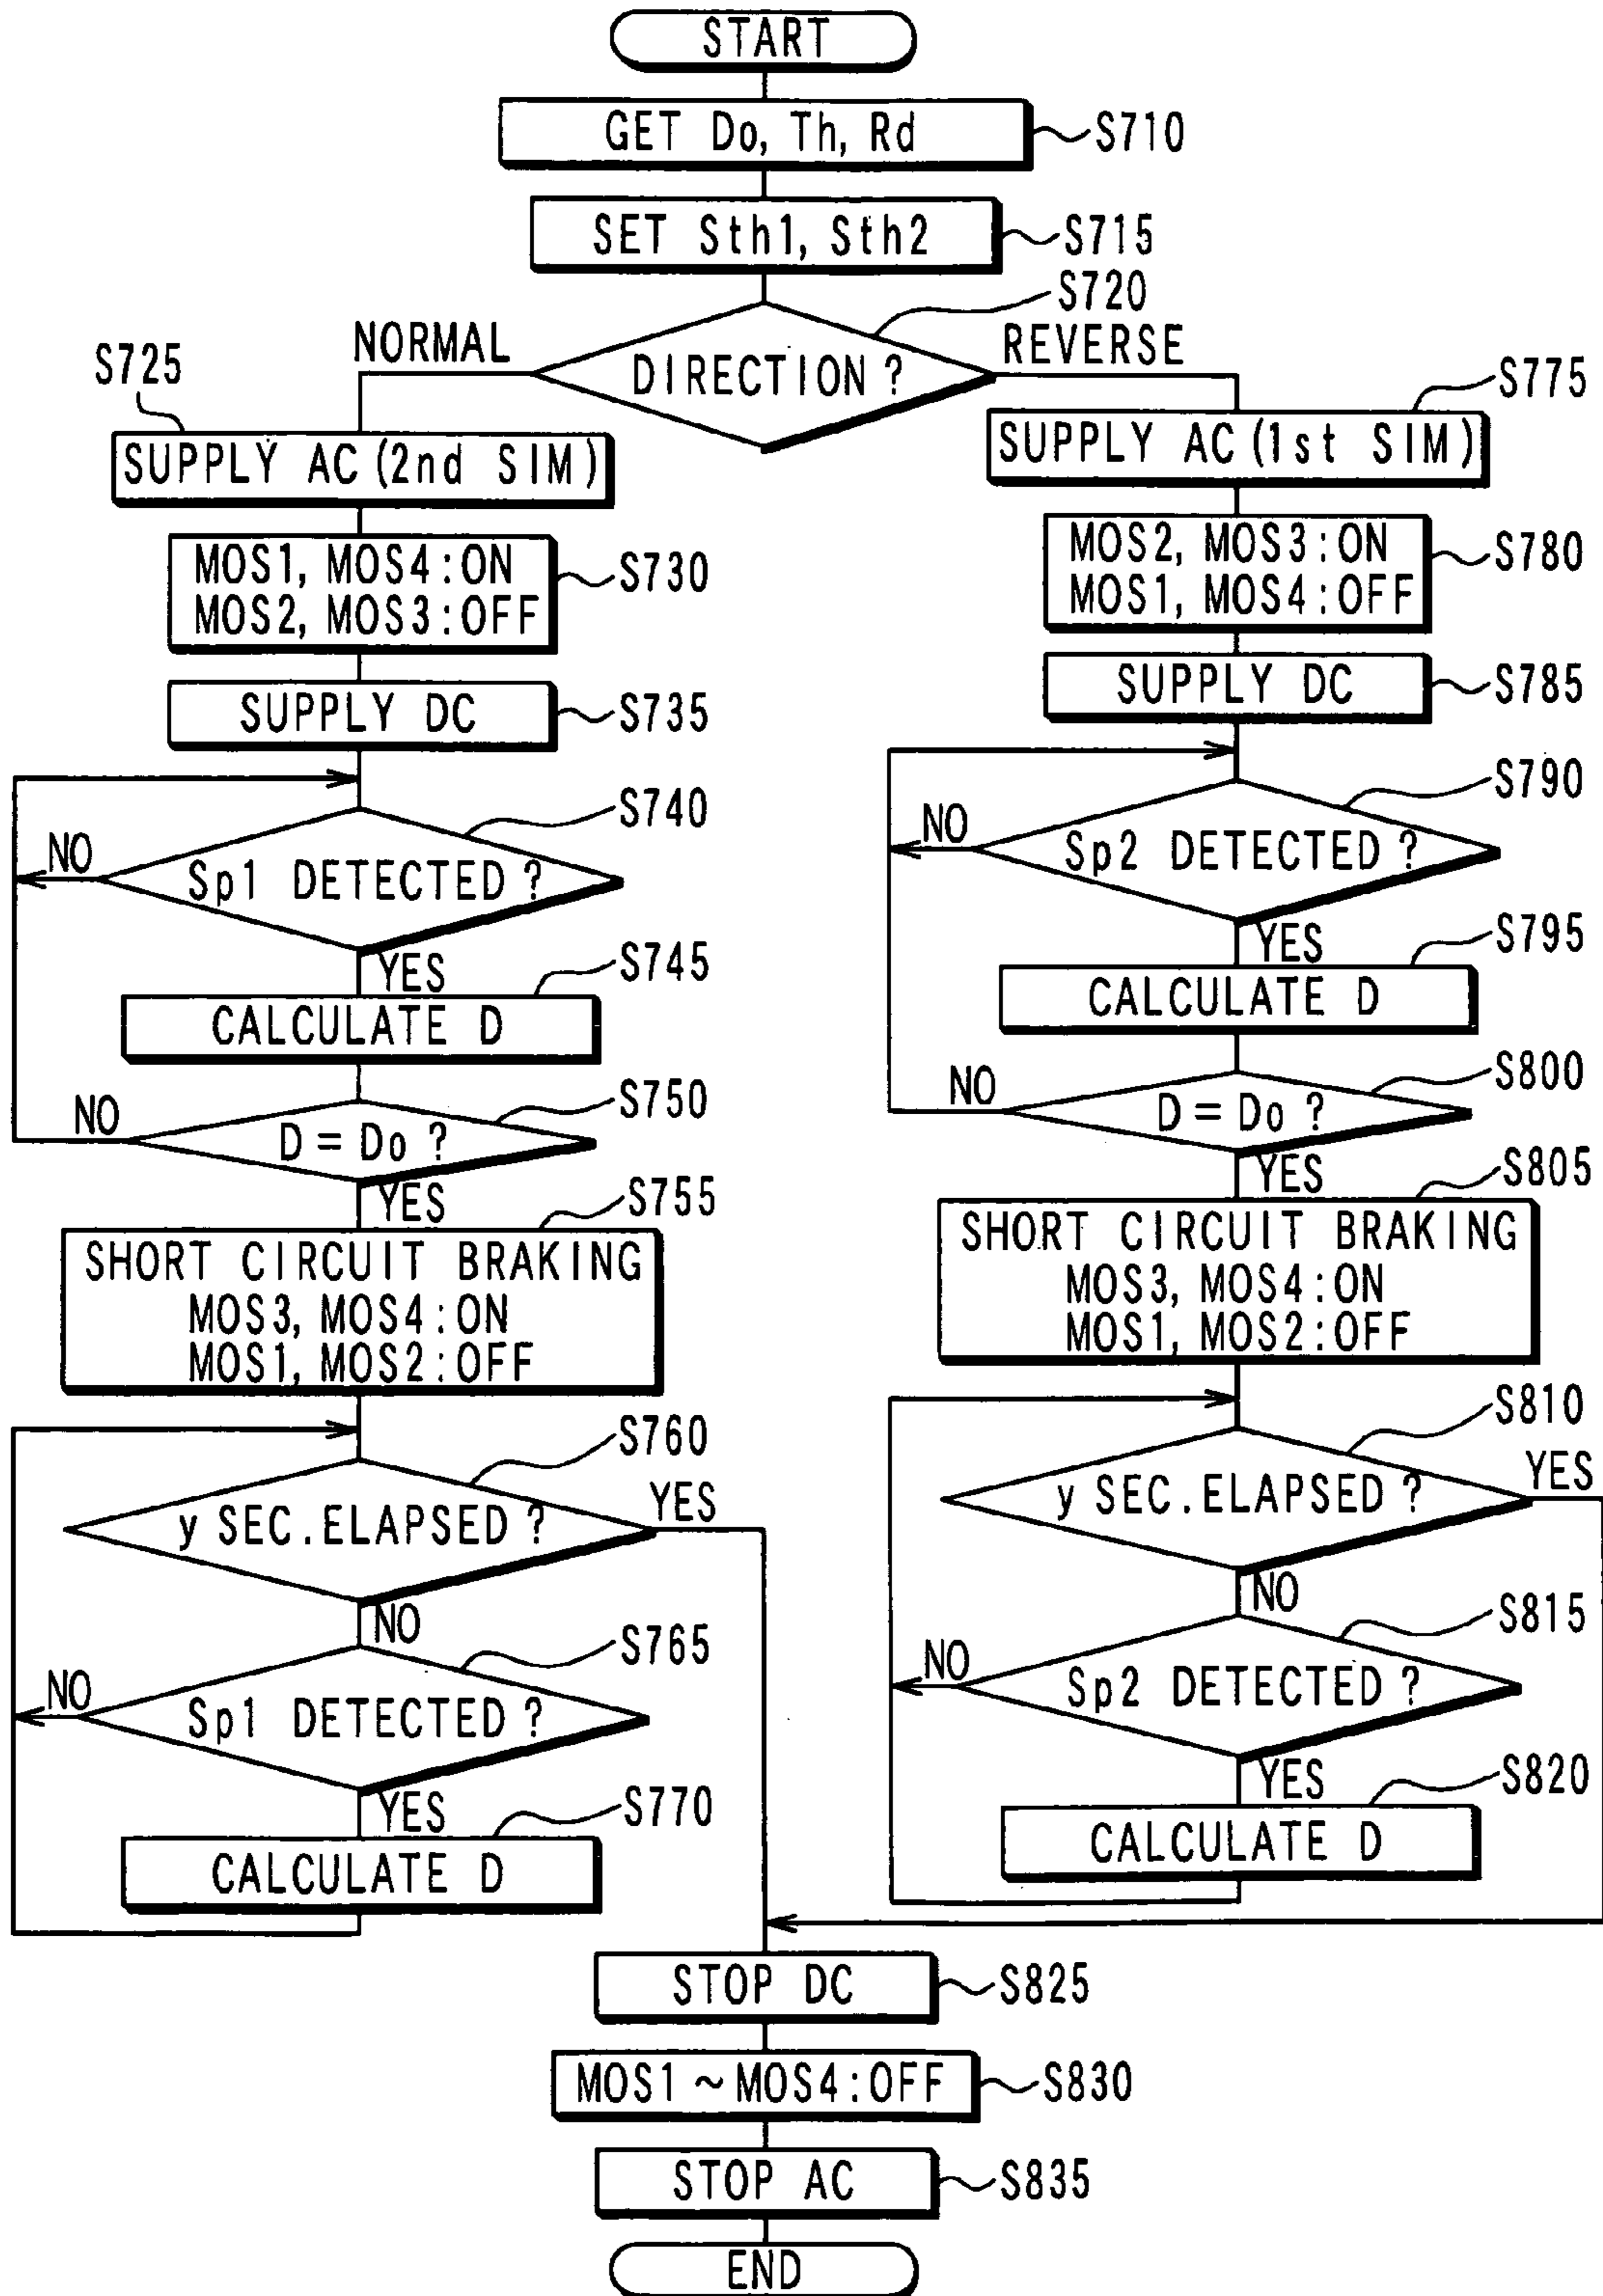 START
GET Do, Th, Rd
S710
SET Sth1, Sth2
S715
DIRECTION ?
S720
NORMAL
REVERSE
S725
SUPPLY AC (2nd SIM)
MOS1, MOS4 : ON
MOS2, MOS3 : OFF
S730
SUPPLY DC
S735
Sp1 DETECTED ?
S740
NO
YES
CALCULATE D
S745
D = Do ?
S750
NO
YES
SHORT CIRCUIT BRAKING
MOS3, MOS4 : ON
MOS1, MOS2 : OFF
S755
y SEC. ELAPSED ?
S760
YES
NO
Sp1 DETECTED ?
S765
NO
YES
CALCULATE D
S770
S775
SUPPLY AC (1st SIM)
MOS2, MOS3 : ON
MOS1, MOS4 : OFF
S780
SUPPLY DC
S785
Sp2 DETECTED ?
S790
NO
YES
CALCULATE D
S795
D = Do ?
S800
NO
YES
SHORT CIRCUIT BRAKING
MOS3, MOS4 : ON
MOS1, MOS2 : OFF
S805
y SEC. ELAPSED ?
S810
YES
NO
Sp2 DETECTED ?
S815
NO
YES
CALCULATE D
S820
STOP DC
S825
MOS1 ~ MOS4 : OFF
S830
STOP AC
S835
END